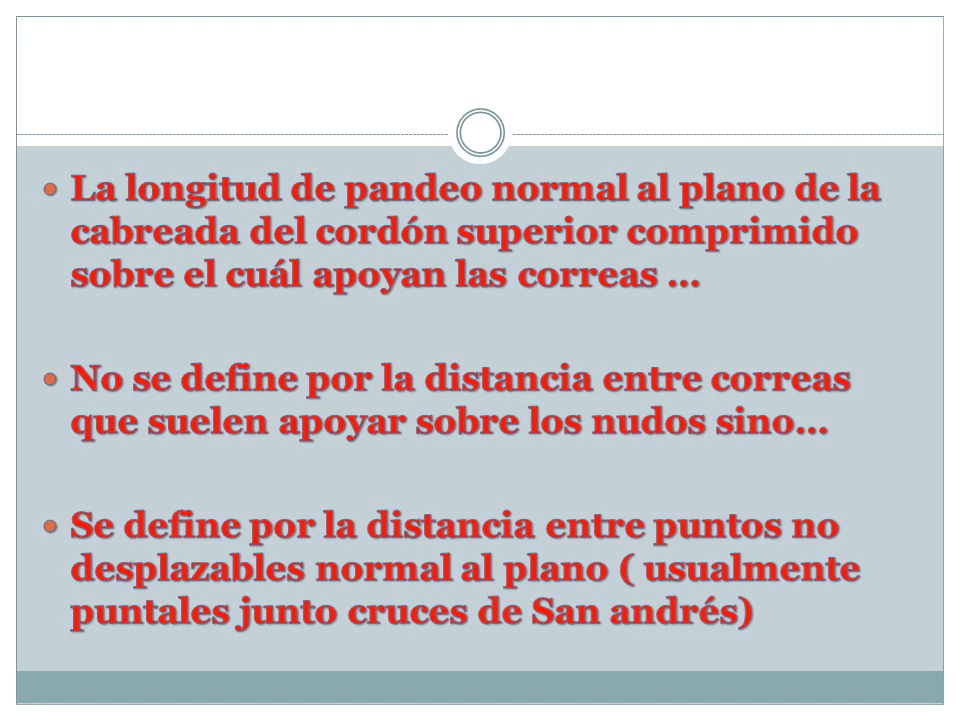 La longitud de pandeo normal al plano de la
cabreada del cordón superior comprimido
sobre el cuál apoyan las correas ...
No se define por la distancia entre correas
que suelen apoyar sobre los nudos sino...
Se define por la distancia entre puntos no
desplazables normal al plano ( usualmente
puntales junto cruces de San andrés)